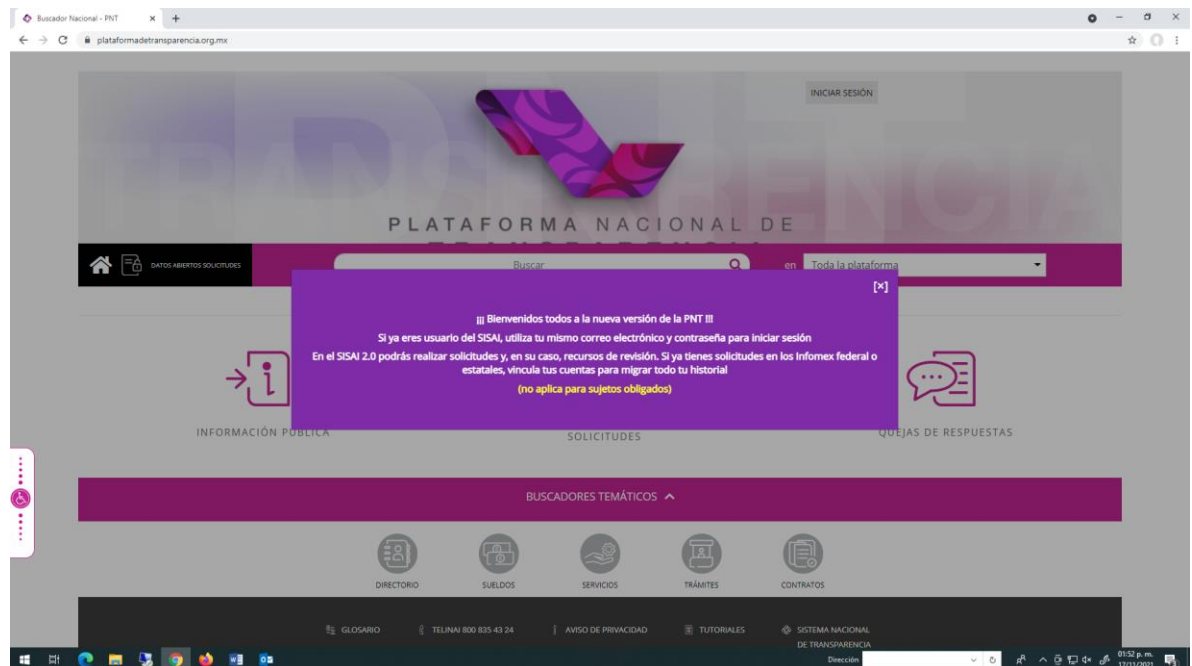 Buscador Nacional - PNT
plataformadetransparencia.org.mx
INICIAR SESIÓN
PLATAFORMA NACIONAL DE
TRANSPARENCIA
DATOS ABIERTOS SOLICITUDES
Buscar
en
Toda la plataforma
[×]
¡¡¡ Bienvenidos todos a la nueva versión de la PNT !!!
Si ya eres usuario del SISAI, utiliza tu mismo correo electrónico y contraseña para iniciar sesión
En el SISAI 2.0 podrás realizar solicitudes y, en su caso, recursos de revisión. Si ya tienes solicitudes en los Infomex federal o
estatales, vincula tus cuentas para migrar todo tu historial
(no aplica para sujetos obligados)
INFORMACIÓN PÚBLICA
SOLICITUDES
QUEJAS DE RESPUESTAS
BUSCADORES TEMÁTICOS
DIRECTORIO
SUELDOS
SERVICIOS
TRÁMITES
CONTRATOS
GLOSARIO
TELINAI 800 835 43 24
AVISO DE PRIVACIDAD
TUTORIALES
SISTEMA NACIONAL
DE TRANSPARENCIA
Dirección
01:52 p. m.
17/11/2021